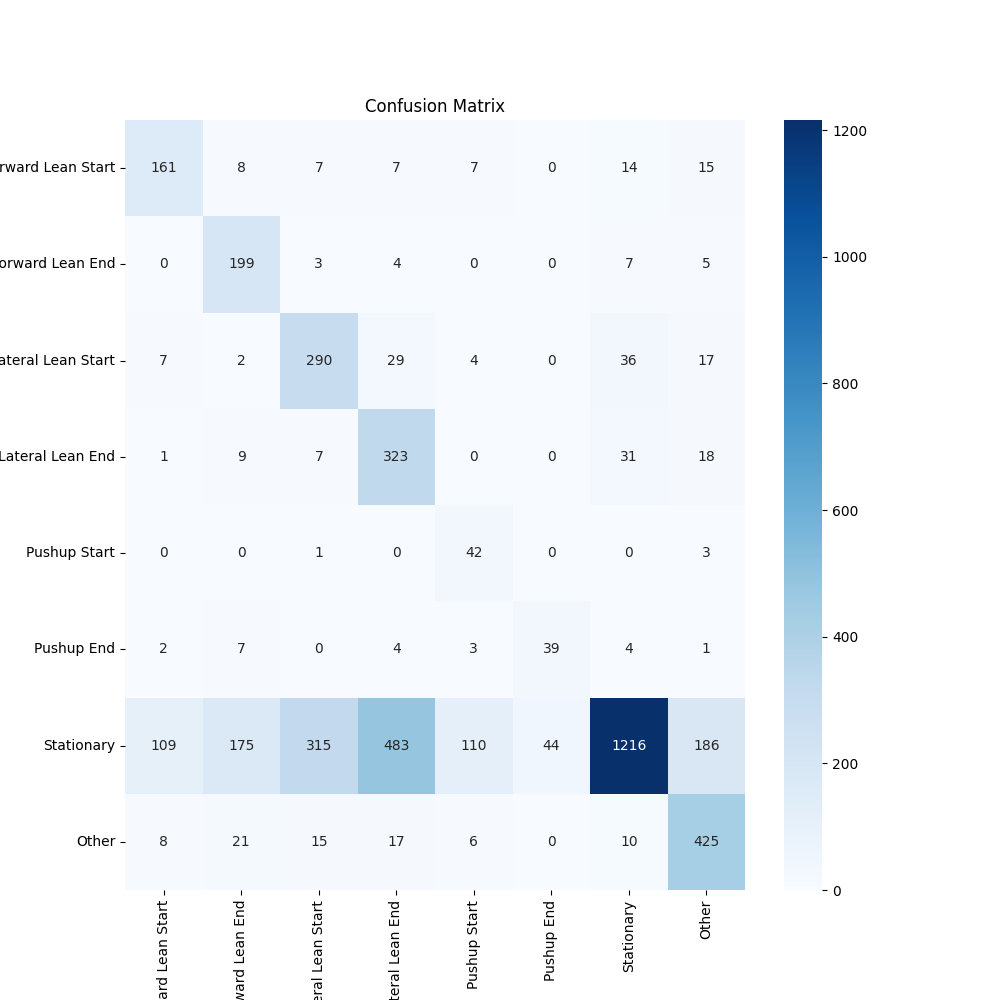 Confusion Matrix
rward Lean Start 161 8 7 7 7 0 14 15
orward Lean End 0 199 3 4 0 0 7 5
ateral Lean Start 7 2 290 29 4 0 36 17
Lateral Lean End 1 9 7 323 0 0 31 18
Pushup Start 0 0 1 0 42 0 0 3
Pushup End 2 7 0 4 3 39 4 1
Stationary 109 175 315 483 110 44 1216 186
Other 8 21 15 17 6 0 10 425
ard Lean Start
ward Lean End
eral Lean Start
teral Lean End
Pushup Start
Pushup End
Stationary
Other
1200
1000
800
600
400
200
0